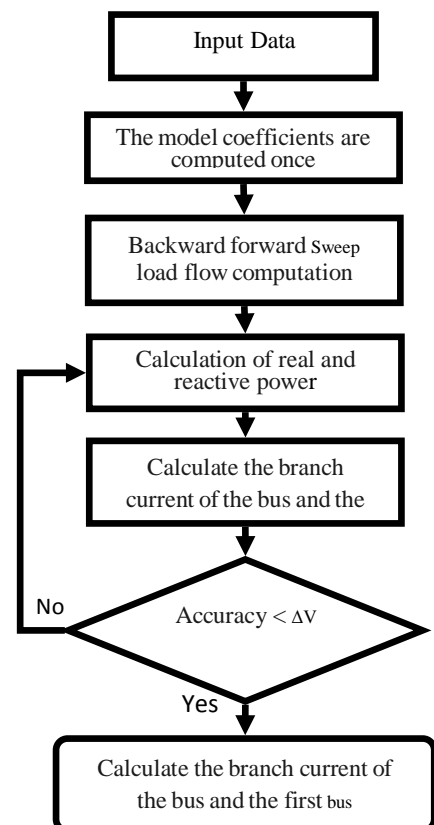 Input Data
The model coefficients are
computed once
Backward forward Sweep
load flow computation
Calculation of real and
reactive power
Calculate the branch
current of the bus and the
No
Accuracy < ΔV
Yes
Calculate the branch current of
the bus and the first bus